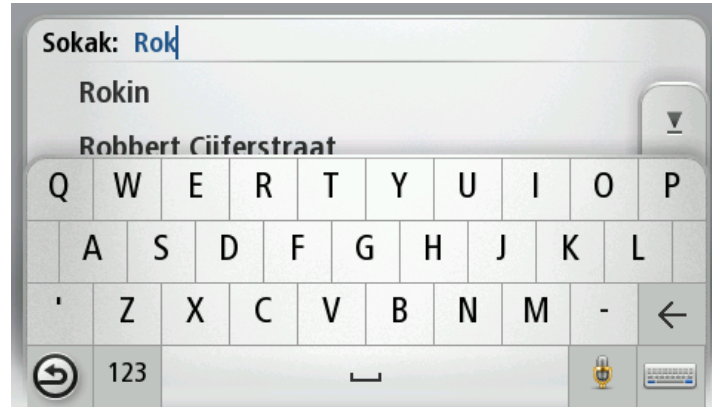 Sokak: Rok
Rokin
Robbert Cijferstraat
Q W E R T Y U I O P
A S D F G H J K L
' Z X C V B N M -
123